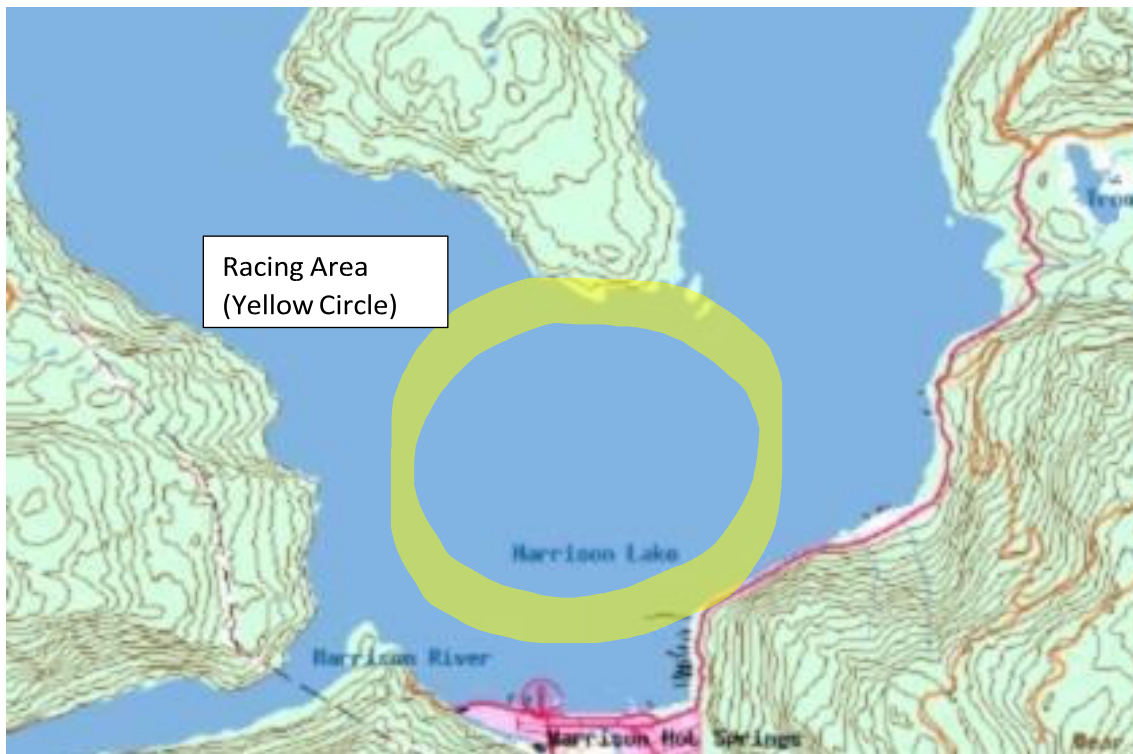 Racing Area
(Yellow Circle)
Harrison Lake
Harrison River
Harrison Hot Springs